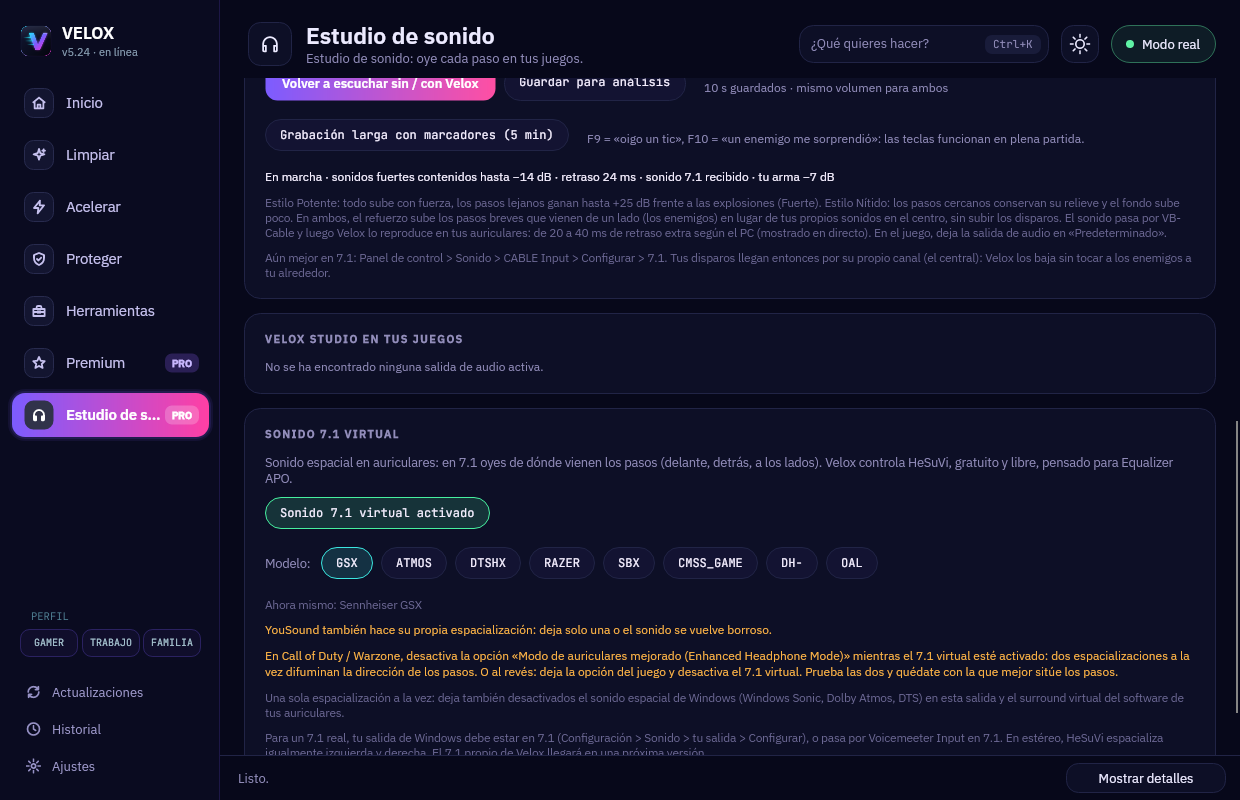 VELOX
v5.24 · en línea
Inicio
Limpiar
Acelerar
Proteger
Herramientas
Premium PRO
Estudio de s... PRO
PERFIL
GAMER TRABAJO FAMILIA
Actualizaciones
Historial
Ajustes
Estudio de sonido
Estudio de sonido: oye cada paso en tus juegos.
¿Qué quieres hacer? Ctrl+K
Modo real
Volver a escuchar sin / con Velox Guardar para análisis 10 s guardados · mismo volumen para ambos
Grabación larga con marcadores (5 min) F9 = «oigo un tic», F10 = «un enemigo me sorprendió»: las teclas funcionan en plena partida.
En marcha · sonidos fuertes contenidos hasta −14 dB · retraso 24 ms · sonido 7.1 recibido · tu arma −7 dB
Estilo Potente: todo sube con fuerza, los pasos lejanos ganan hasta +25 dB frente a las explosiones (Fuerte). Estilo Nítido: los pasos cercanos conservan su relieve y el fondo sube
poco. En ambos, el refuerzo sube los pasos breves que vienen de un lado (los enemigos) en lugar de tus propios sonidos en el centro, sin subir los disparos. El sonido pasa por VB-
Cable y luego Velox lo reproduce en tus auriculares: de 20 a 40 ms de retraso extra según el PC (mostrado en directo). En el juego, deja la salida de audio en «Predeterminado».
Aún mejor en 7.1: Panel de control > Sonido > CABLE Input > Configurar > 7.1. Tus disparos llegan entonces por su propio canal (el central): Velox los baja sin tocar a los enemigos a
tu alrededor.
VELOX STUDIO EN TUS JUEGOS
No se ha encontrado ninguna salida de audio activa.
SONIDO 7.1 VIRTUAL
Sonido espacial en auriculares: en 7.1 oyes de dónde vienen los pasos (delante, detrás, a los lados). Velox controla HeSuVi, gratuito y libre, pensado para Equalizer
APO.
Sonido 7.1 virtual activado
Modelo: GSX ATMOS DTSHX RAZER SBX CMSS_GAME DH- OAL
Ahora mismo: Sennheiser GSX
YouSound también hace su propia espacialización: deja solo una o el sonido se vuelve borroso.
En Call of Duty / Warzone, desactiva la opción «Modo de auriculares mejorado (Enhanced Headphone Mode)» mientras el 7.1 virtual esté activado: dos espacializaciones a la
vez difuminan la dirección de los pasos. O al revés: deja la opción del juego y desactiva el 7.1 virtual. Prueba las dos y quédate con la que mejor sitúe los pasos.
Una sola espacialización a la vez: deja también desactivados el sonido espacial de Windows (Windows Sonic, Dolby Atmos, DTS) en esta salida y el surround virtual del software de
tus auriculares.
Para un 7.1 real, tu salida de Windows debe estar en 7.1 (Configuración > Sonido > tu salida > Configurar), o pasa por Voicemeeter Input en 7.1. En estéreo, HeSuVi espacializa
igualmente izquierda y derecha. El 7.1 propio de Velox llegará en una próxima versión.
Listo.
Mostrar detalles